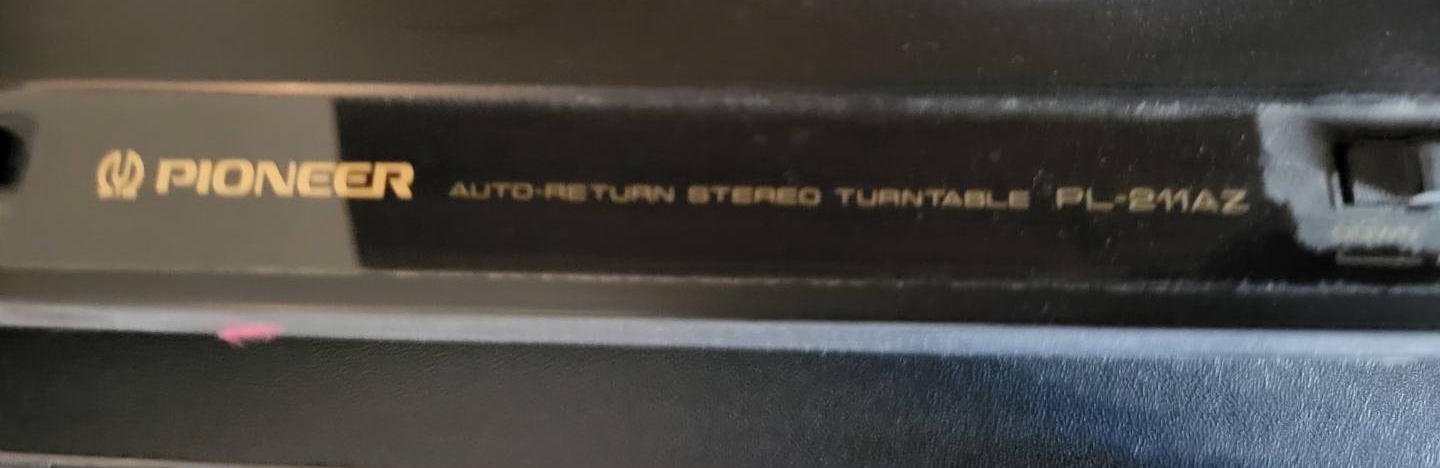 PIONEER
AUTO-RETURN STEREO TURNTABLE PL-211AZ